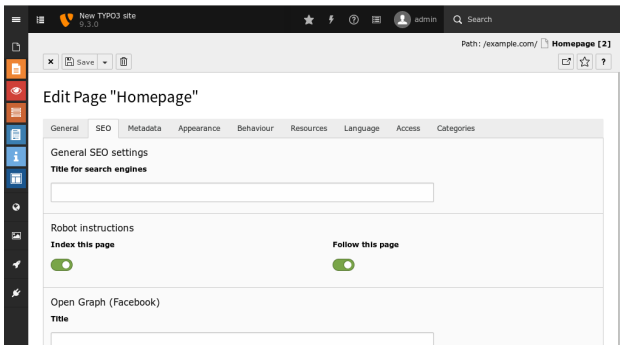 New TYPO3 site
9.3.0
admin
Search
Path: /example.com/ Homepage [2]
Save
?
Edit Page "Homepage"
General SEO Metadata Appearance Behaviour Resources Language Access Categories
General SEO settings
Title for search engines
Robot instructions
Index this page Follow this page
Open Graph (Facebook)
Title